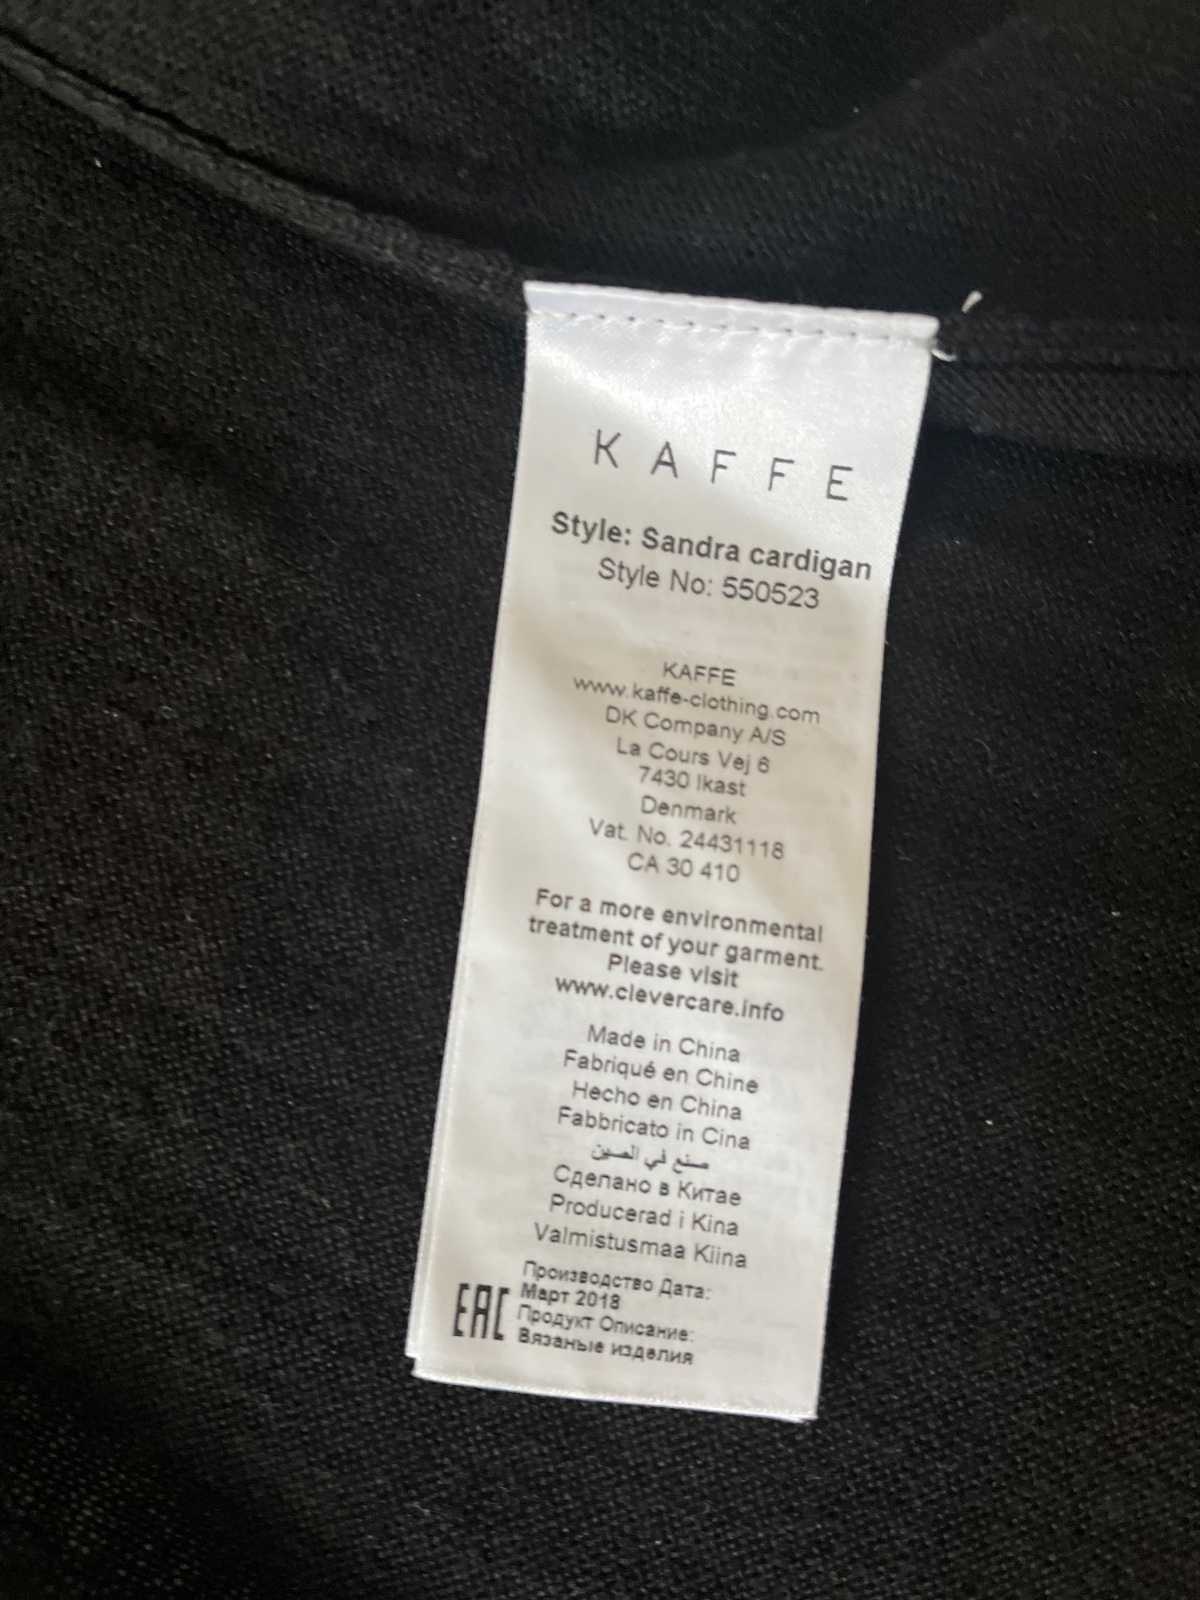 KAFFE
Style: Sandra cardigan
Style No: 550523
KAFFE
www.kaffe-clothing.com
DK Company A/S
La Cours Vej 6
7430 Ikast
Denmark
Vat. No. 24431118
CA 30 410
For a more environmental
treatment of your garment.
Please visit
www.clevercare.info
Made in China
Fabriqué en Chine
Hecho en China
Fabbricato in Cina
صنع في الصين
Сделано в Китае
Producerad i Kina
Valmistusmaa Kiina
Производство Дата:
Март 2018
Продукт Описание:
Вязаные изделия
EAC